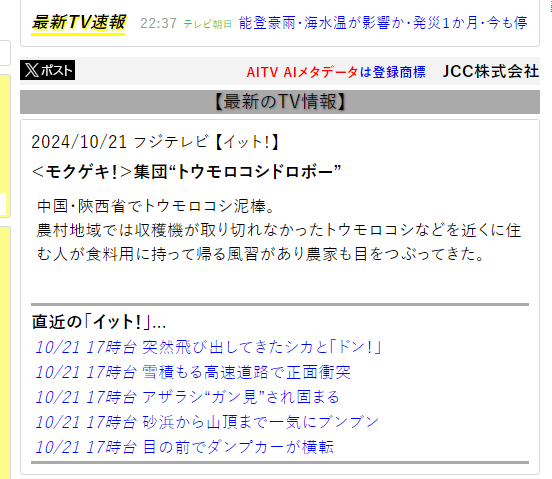 最新TV速報 22:37 テレビ朝日 能登豪雨・海水温が影響か・発災1か月・今も停
X ポスト AITV AIメタデータは登録商標 JCC株式会社
【最新のTV情報】
2024/10/21 フジテレビ 【イット！】
＜モクゲキ！＞集団“トウモロコシドロボー”
中国・陝西省でトウモロコシ泥棒。
農村地域では収穫機が取り切れなかったトウモロコシなどを近くに住
む人が食料用に持って帰る風習があり農家も目をつぶってきた。
直近の「イット！」...
10/21 17時台 突然飛び出してきたシカと「ドン！」
10/21 17時台 雪積もる高速道路で正面衝突
10/21 17時台 アザラシ“ガン見”され固まる
10/21 17時台 砂浜から山頂まで一気にブンブン
10/21 17時台 目の前でダンプカーが横転